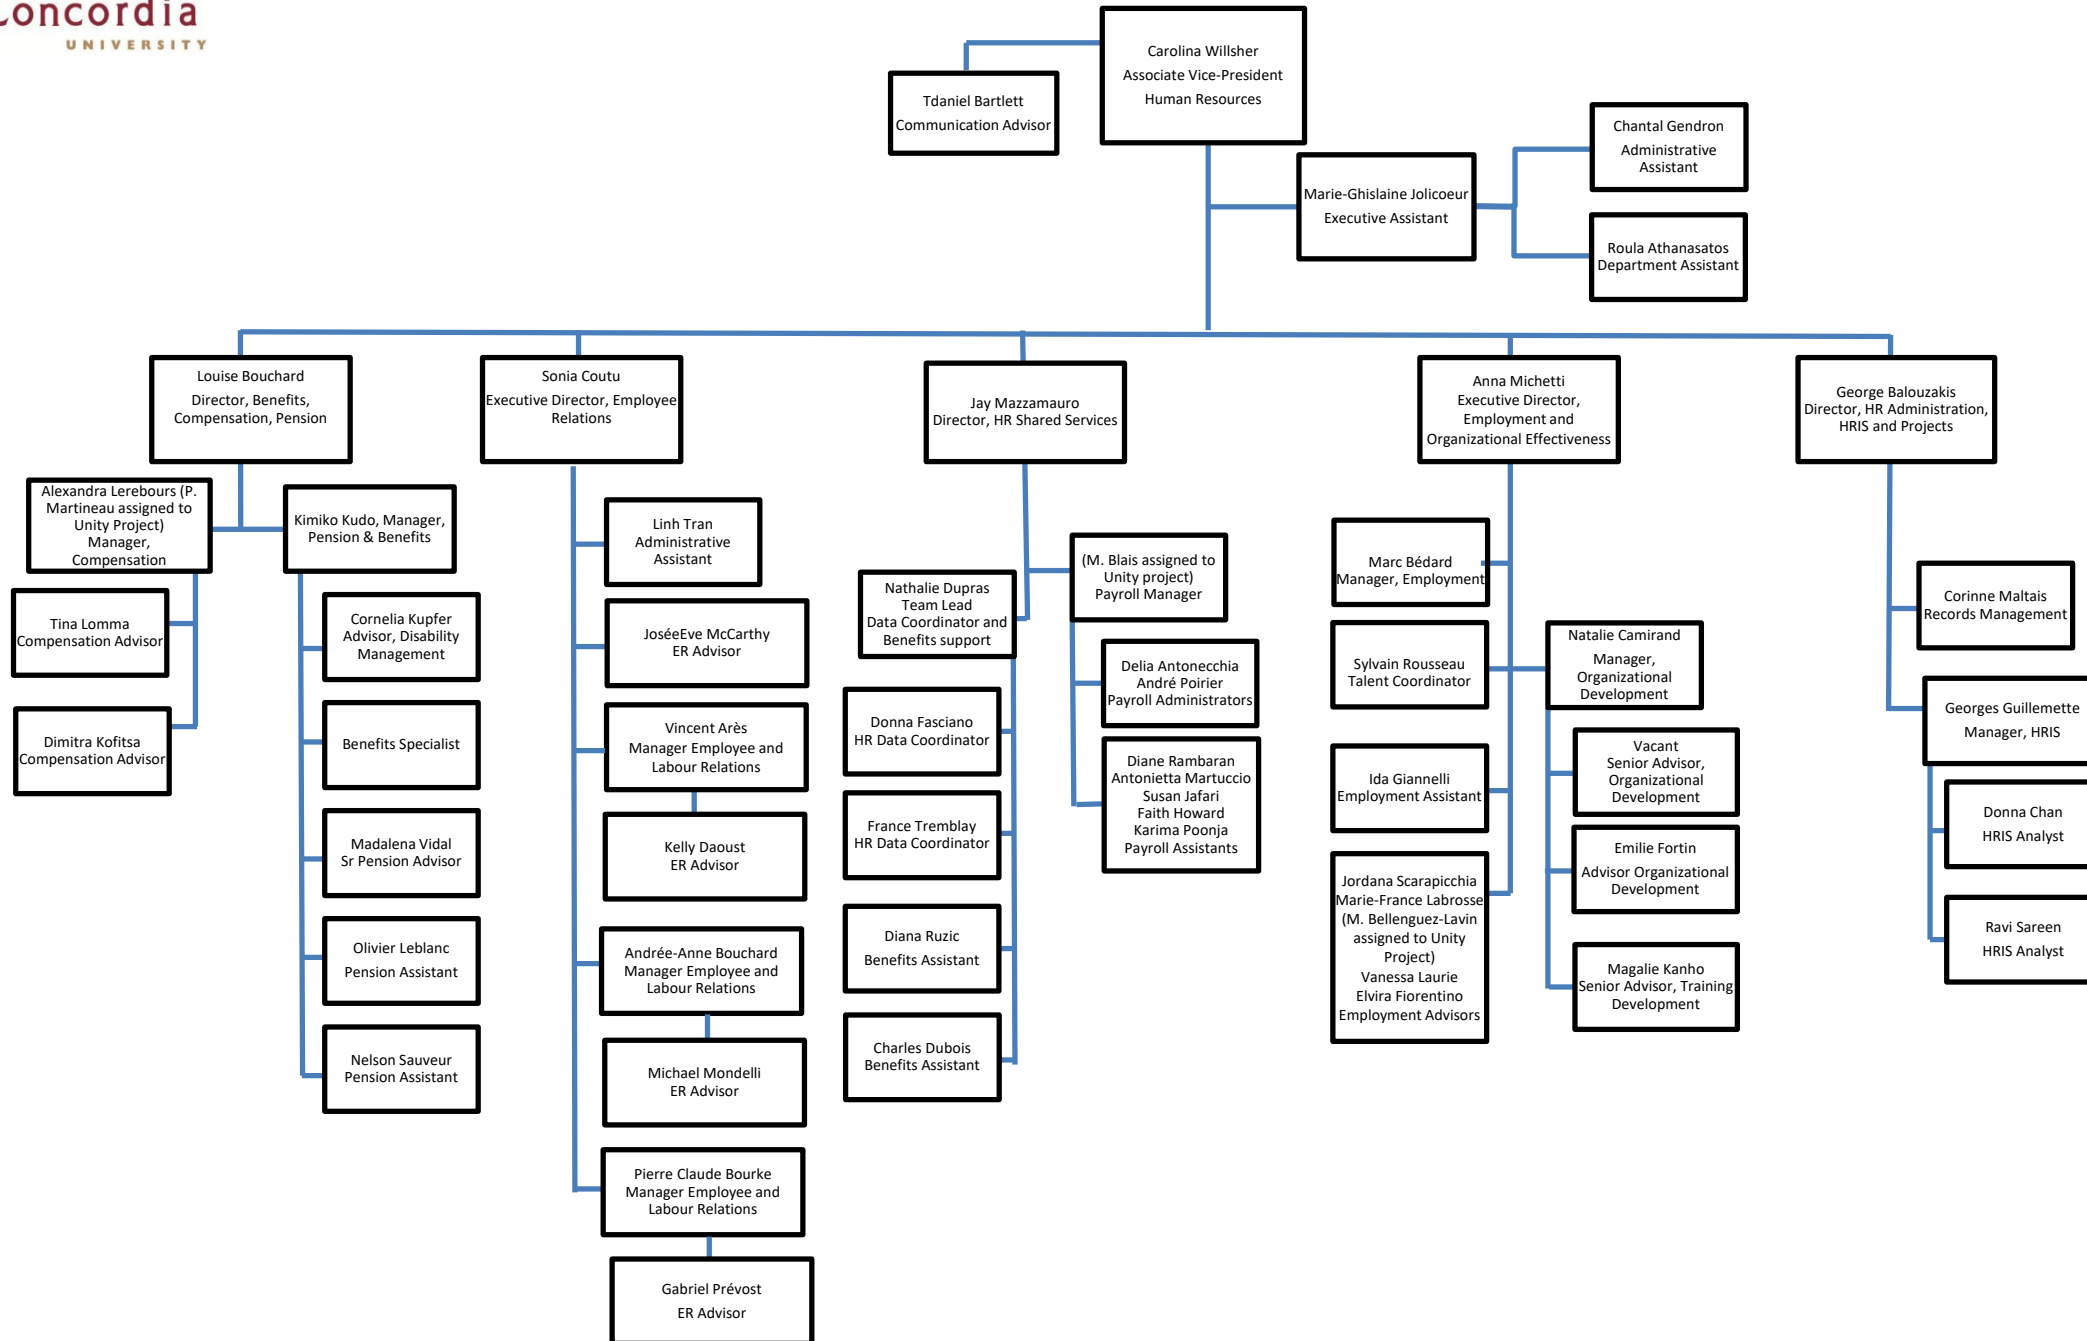 Concordia
UNIVERSITY
Carolina Willsher
Associate Vice-President
Human Resources
Tdaniel Bartlett
Communication Advisor
Chantal Gendron
Administrative
Assistant
Marie-Ghislaine Jolicoeur
Executive Assistant
Roula Athanasatos
Department Assistant
Louise Bouchard
Director, Benefits,
Compensation, Pension
Sonia Coutu
Executive Director, Employee
Relations
Jay Mazzamauro
Director, HR Shared Services
Anna Michetti
Executive Director,
Employment and
Organizational Effectiveness
George Balouzakis
Director, HR Administration,
HRIS and Projects
Alexandra Lerebours (P.
Martineau assigned to
Unity Project)
Manager,
Compensation
Kimiko Kudo, Manager,
Pension & Benefits
Tina Lomma
Compensation Advisor
Dimitra Kofitsa
Compensation Advisor
Cornelia Kupfer
Advisor, Disability
Management
Benefits Specialist
Madalena Vidal
Sr Pension Advisor
Olivier Leblanc
Pension Assistant
Nelson Sauveur
Pension Assistant
Linh Tran
Administrative
Assistant
JoséeEve McCarthy
ER Advisor
Vincent Arès
Manager Employee and
Labour Relations
Kelly Daoust
ER Advisor
Andrée-Anne Bouchard
Manager Employee and
Labour Relations
Michael Mondelli
ER Advisor
Pierre Claude Bourke
Manager Employee and
Labour Relations
Gabriel Prévost
ER Advisor
Nathalie Dupras
Team Lead
Data Coordinator and
Benefits support
Donna Fasciano
HR Data Coordinator
France Tremblay
HR Data Coordinator
Diana Ruzic
Benefits Assistant
Charles Dubois
Benefits Assistant
(M. Blais assigned to
Unity project)
Payroll Manager
Delia Antonecchia
André Poirier
Payroll Administrators
Diane Rambaran
Antonietta Martuccio
Susan Jafari
Faith Howard
Karima Poonja
Payroll Assistants
Marc Bédard
Manager, Employment
Sylvain Rousseau
Talent Coordinator
Ida Giannelli
Employment Assistant
Jordana Scarapicchia
Marie-France Labrosse
(M. Bellenguez-Lavin
assigned to Unity
Project)
Vanessa Laurie
Elvira Fiorentino
Employment Advisors
Natalie Camirand
Manager,
Organizational
Development
Vacant
Senior Advisor,
Organizational
Development
Emilie Fortin
Advisor Organizational
Development
Magalie Kanho
Senior Advisor, Training
Development
Corinne Maltais
Records Management
Georges Guillemette
Manager, HRIS
Donna Chan
HRIS Analyst
Ravi Sareen
HRIS Analyst